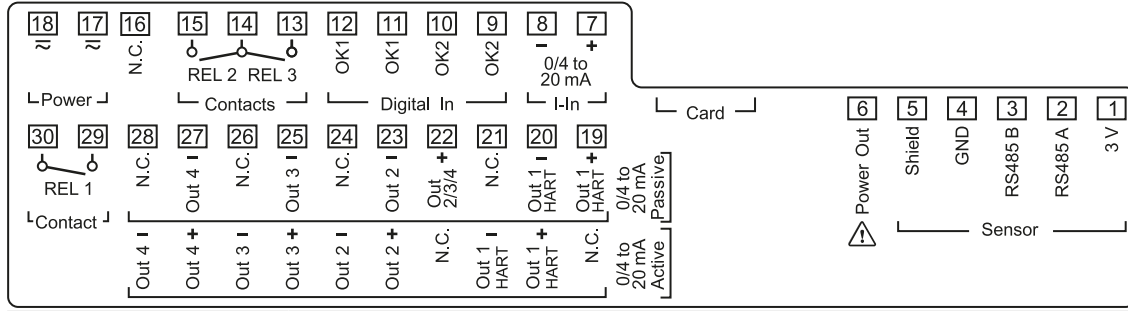 18 17 16 15 14 13 12 11 10 9 8 7
≂ ≂ N.C. OK1 OK1 OK2 OK2 − +
REL 2 REL 3 0/4 to
20 mA
Power Contacts Digital In I-In Card
6 5 4 3 2 1
Power Out Shield GND RS485 B RS485 A 3 V
30 29 28 27 26 25 24 23 22 21 20 19
REL 1
N.C. Out 4 − N.C. Out 3 − N.C. Out 2 − Out 2/3/4 + N.C. Out 1 − HART Out 1 + HART 0/4 to 20 mA Passive
Contact
Sensor
Out 4 − Out 4 + Out 3 − Out 3 + Out 2 − Out 2 + N.C. Out 1 − HART Out 1 + HART N.C. 0/4 to 20 mA Active